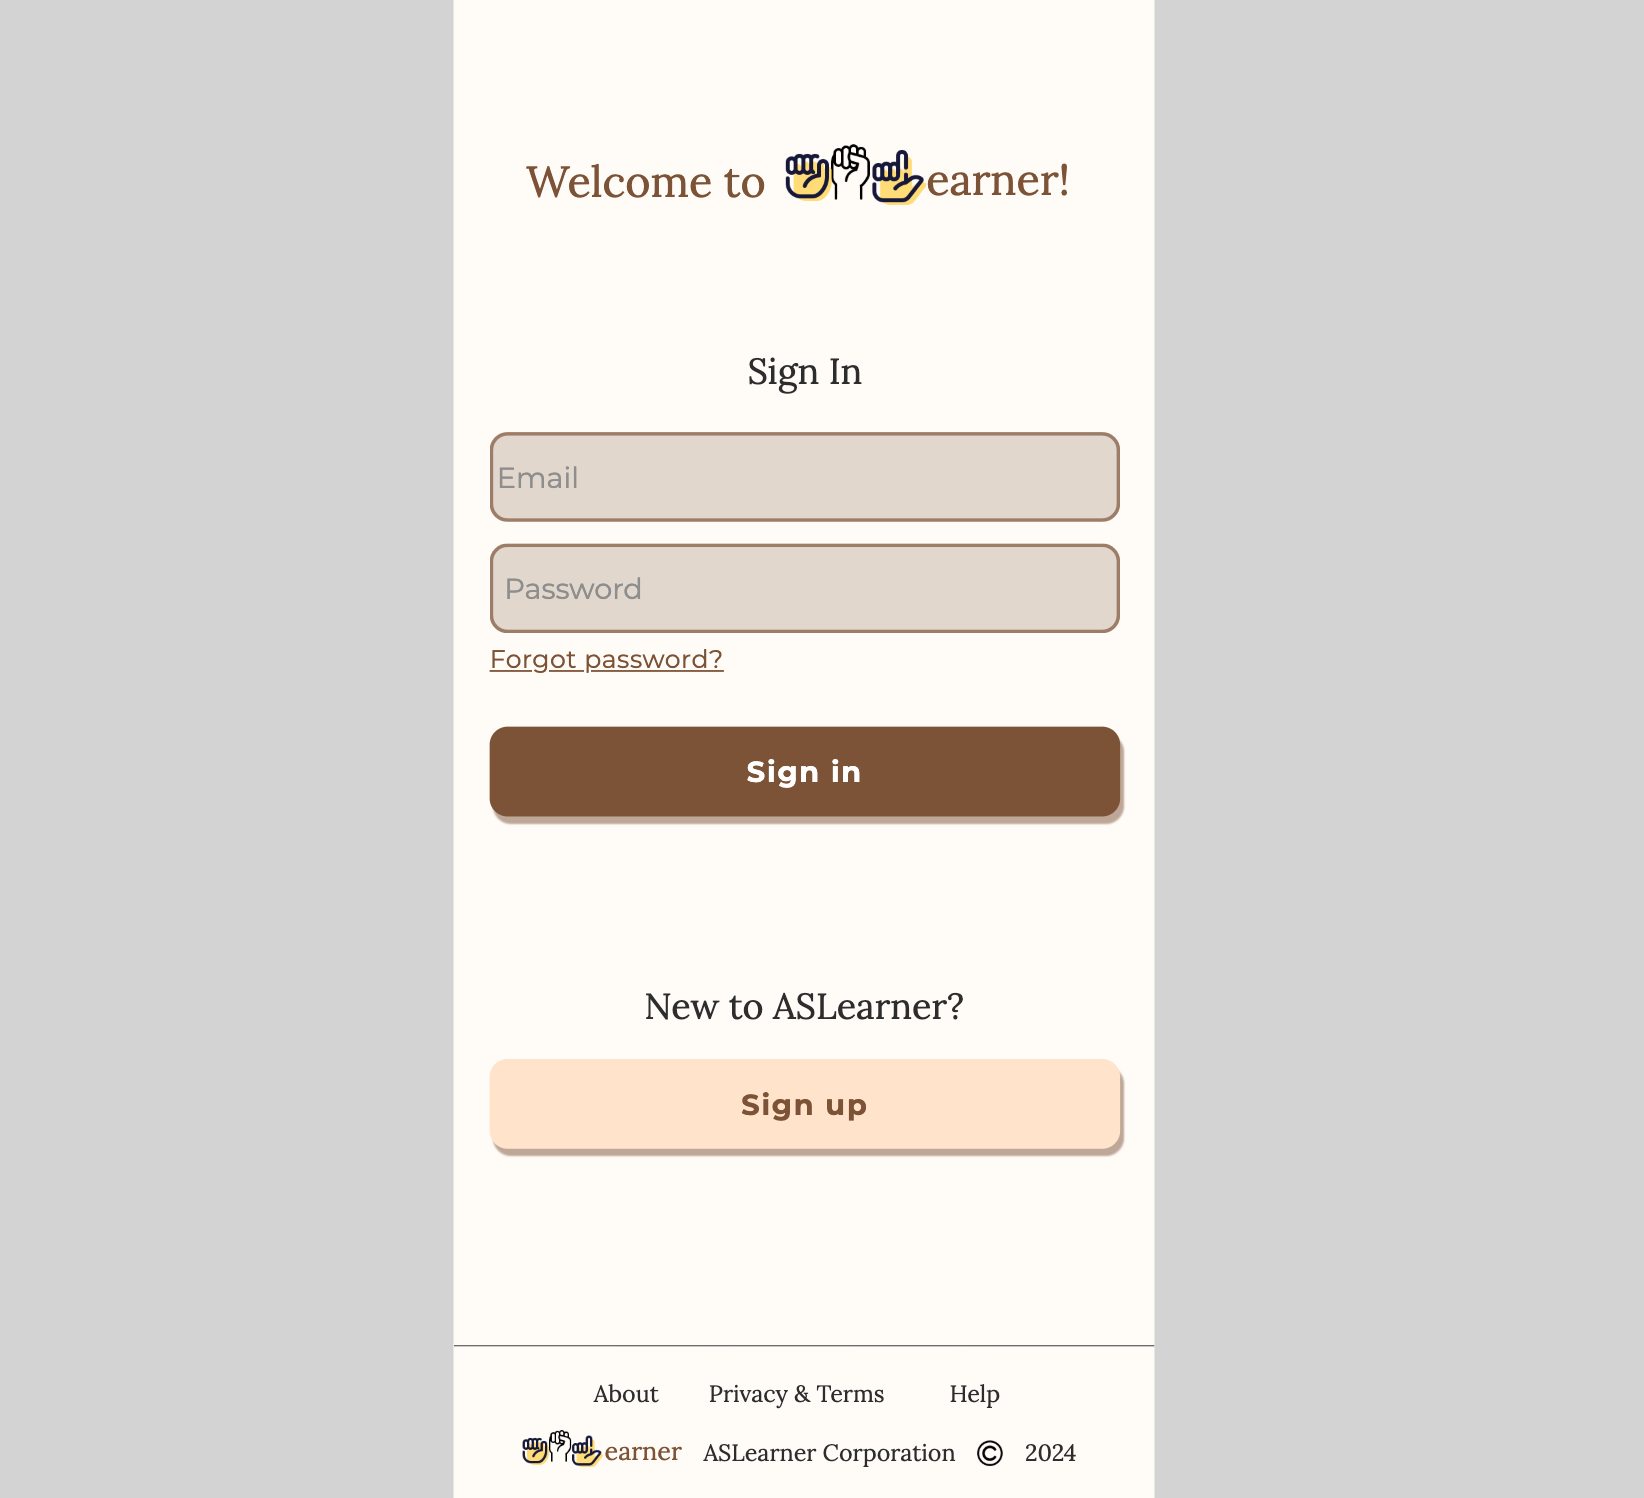 Welcome to earner!
Sign In
Email
Password
Forgot password?
Sign in
New to ASLearner?
Sign up
About Privacy & Terms Help
earner ASLearner Corporation © 2024